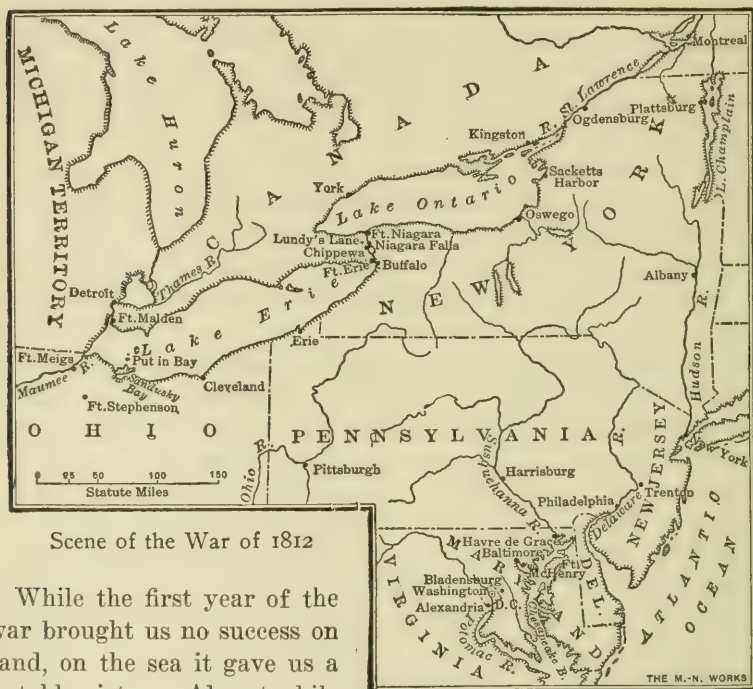 MICHIGAN TERRITORY
Lake Huron
CANADA
Montreal
St. Lawrence R.
Ogdensburg
Plattsburg
L. Champlain
Kingston
Sacketts
Harbor
York
Lake Ontario
Oswego
Ft. Niagara
Lundy's Lane
Niagara Falls
Chippewa
Ft. Erie
Buffalo
NEW YORK
Albany
Hudson R.
Thames R.
Detroit
Ft. Malden
Lake Erie
Erie
Ft. Meigs
Put in Bay
Maumee R.
Sandusky
Bay
Cleveland
Ft. Stephenson
OHIO
0 25 50 100 150
Statute Miles
PENNSYLVANIA
Ohio R.
Pittsburgh
Susquehanna R.
Harrisburg
Philadelphia
Trenton
Delaware R.
NEW JERSEY
New York
ATLANTIC
OCEAN
Havre de Grace
Baltimore
Ft.
McHenry
MARYLAND
DEL.
Bladensburg
Washington
D.C.
Alexandria
Potomac R.
Chesapeake B.
VIRGINIA
THE M.-N. WORKS
Scene of the War of 1812
While the first year of the
war brought us no success on
land, on the sea it gave us a